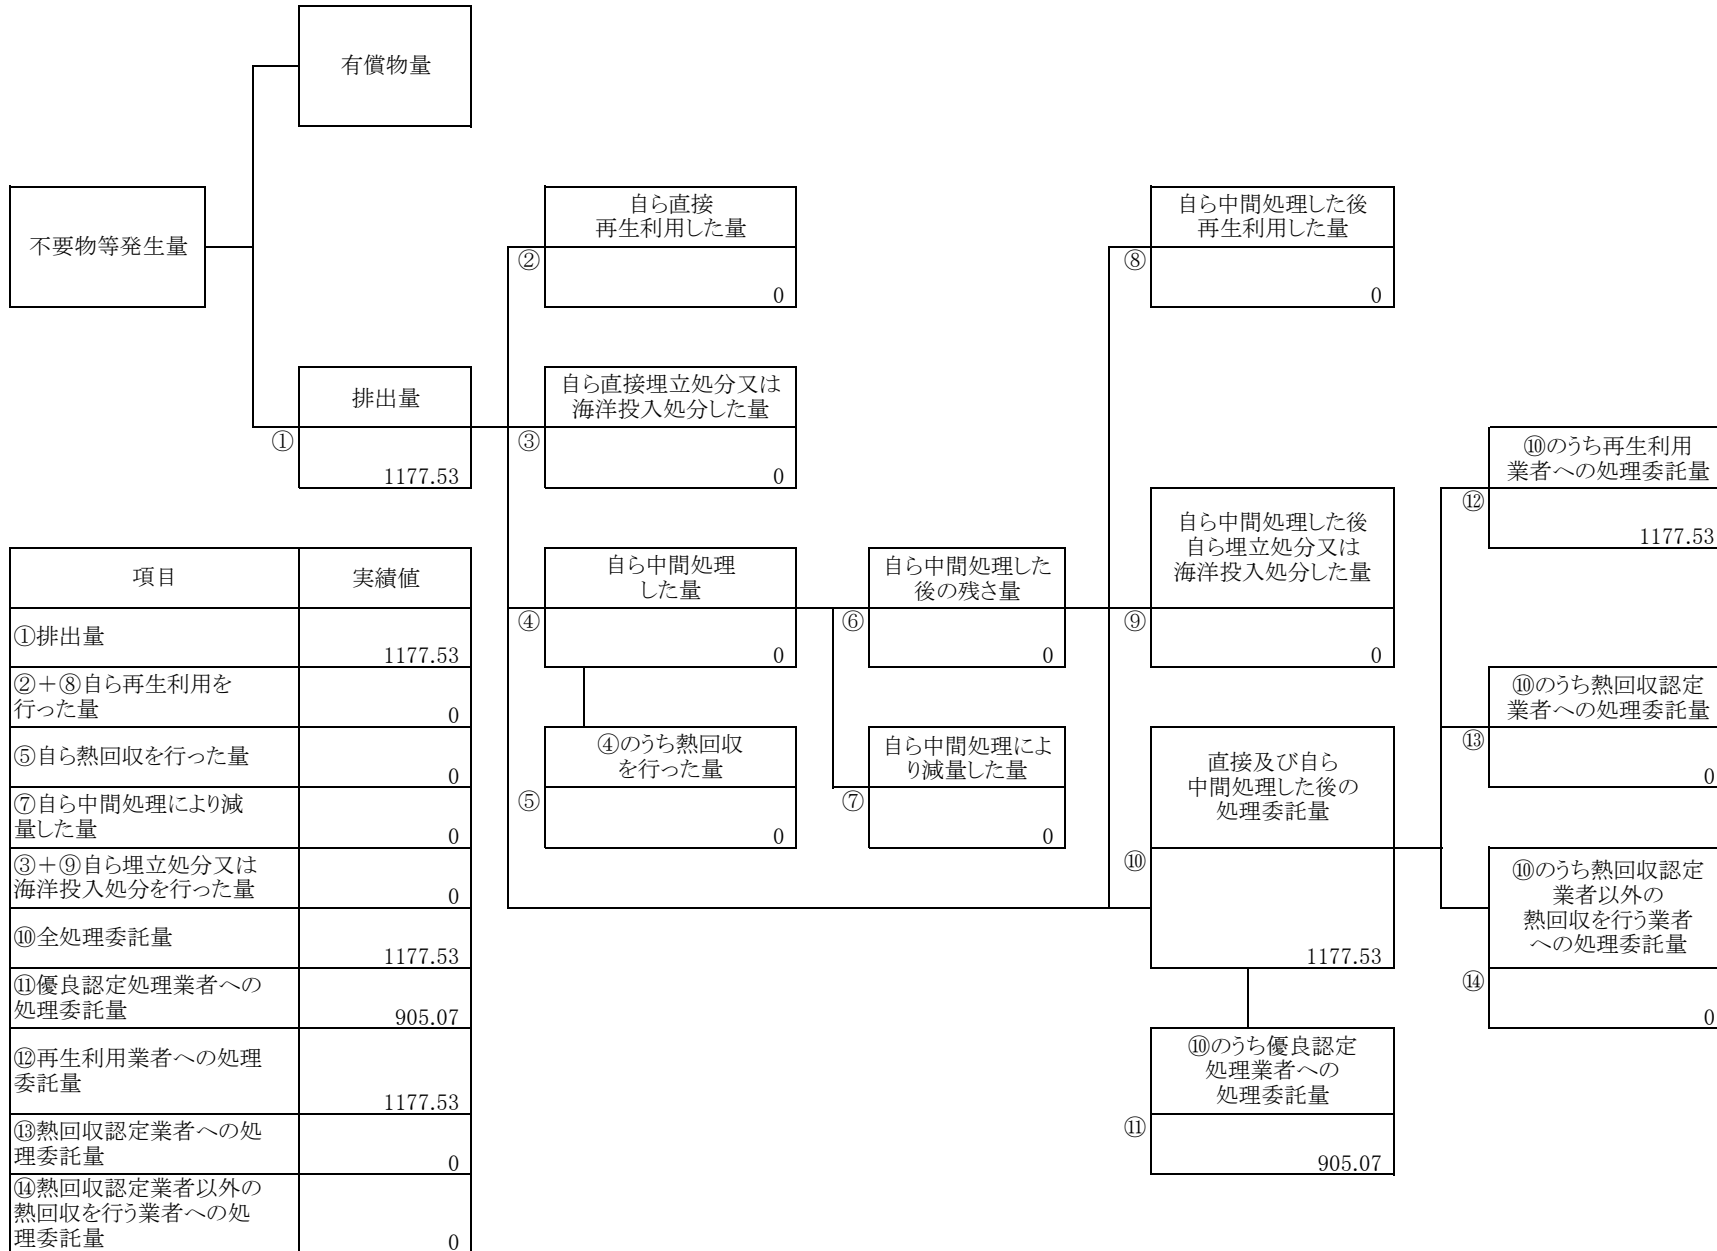 有償物量
不要物等発生量
自ら直接
再生利用した量
②
0
自ら中間処理した後
再生利用した量
⑧
0
排出量
①
1177.53
自ら直接埋立処分又は
海洋投入処分した量
③
0
⑩のうち再生利用
業者への処理委託量
⑫
1177.53
自ら中間処理
した量
④
0
自ら中間処理した
後の残さ量
⑥
0
自ら中間処理した後
自ら埋立処分又は
海洋投入処分した量
⑨
0
⑩のうち熱回収認定
業者への処理委託量
⑬
0
④のうち熱回収
を行った量
⑤
0
自ら中間処理によ
り減量した量
⑦
0
直接及び自ら
中間処理した後の
処理委託量
⑩
1177.53
⑩のうち熱回収認定
業者以外の
熱回収を行う業者
への処理委託量
⑭
0
⑩のうち優良認定
処理業者への
処理委託量
⑪
905.07
項目 実績値
①排出量
1177.53
②+⑧自ら再生利用を
行った量
0
⑤自ら熱回収を行った量
0
⑦自ら中間処理により減
量した量
0
③+⑨自ら埋立処分又は
海洋投入処分を行った量
0
⑩全処理委託量
1177.53
⑪優良認定処理業者への
処理委託量
905.07
⑫再生利用業者への処理
委託量
1177.53
⑬熱回収認定業者への処
理委託量
0
⑭熱回収認定業者以外の
熱回収を行う業者への処
理委託量
0